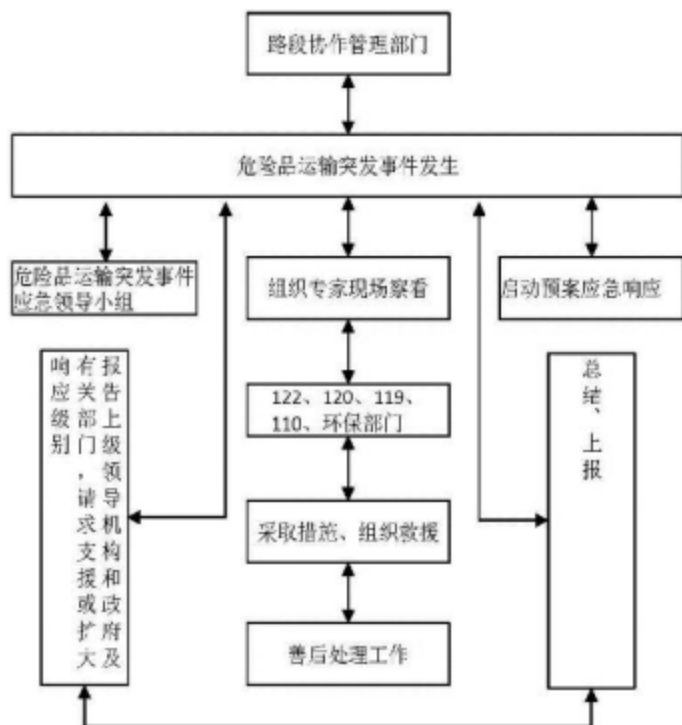 路段协作管理部门
危险品运输突发事件发生
危险品运输突发事件
应急领导小组
组织专家现场察看
启动预案应急响应
报告上级领导机构和政府及
有关部门，请求支援或扩大
响应级别
122、120、119、
110、环保部门
总结、上报
采取措施、组织救援
善后处理工作